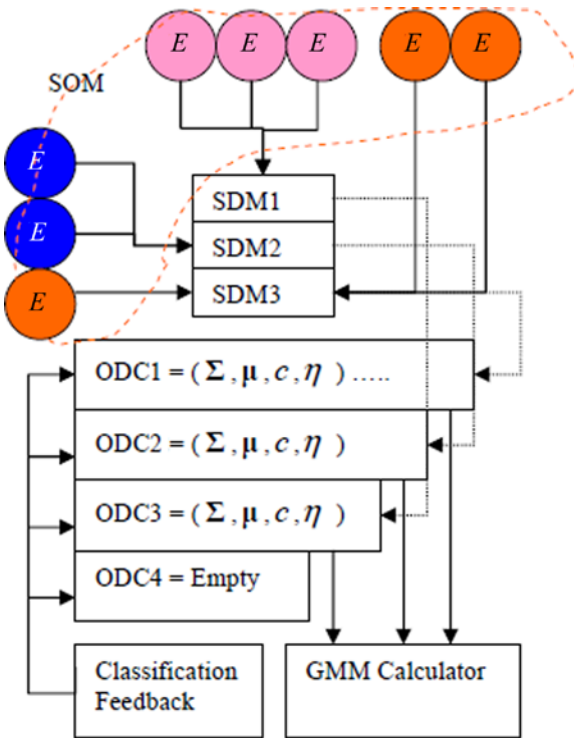 E E E E E
SOM
E
E
E
SDM1
SDM2
SDM3
ODC1 = ( Σ , μ , c , η ) .....
ODC2 = ( Σ , μ , c , η )
ODC3 = ( Σ , μ , c , η )
ODC4 = Empty
Classification
Feedback
GMM Calculator